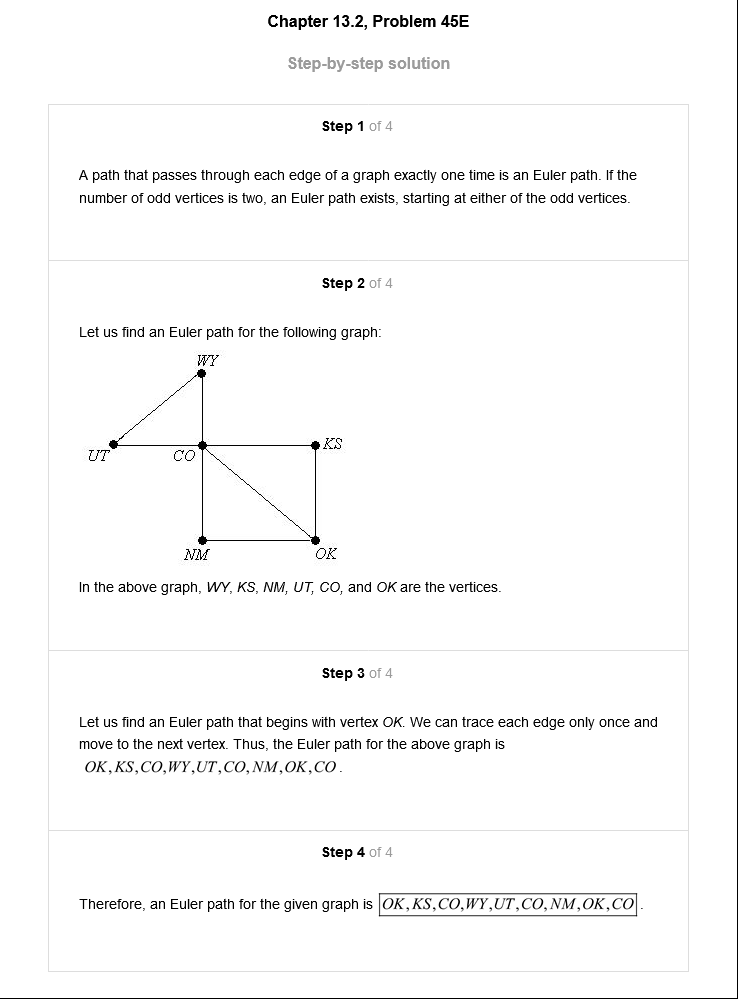 Chapter 13.2, Problem 45E
Step-by-step solution
Step 1 of 4
A path that passes through each edge of a graph exactly one time is an Euler path. If the
number of odd vertices is two, an Euler path exists, starting at either of the odd vertices.
Step 2 of 4
Let us find an Euler path for the following graph:
WY
UT
CO
KS
NM
OK
In the above graph, WY, KS, NM, UT, CO, and OK are the vertices.
Step 3 of 4
Let us find an Euler path that begins with vertex OK. We can trace each edge only once and
move to the next vertex. Thus, the Euler path for the above graph is
OK,KS,CO,WY,UT,CO,NM,OK,CO.
Step 4 of 4
Therefore, an Euler path for the given graph is OK,KS,CO,WY,UT,CO,NM,OK,CO.